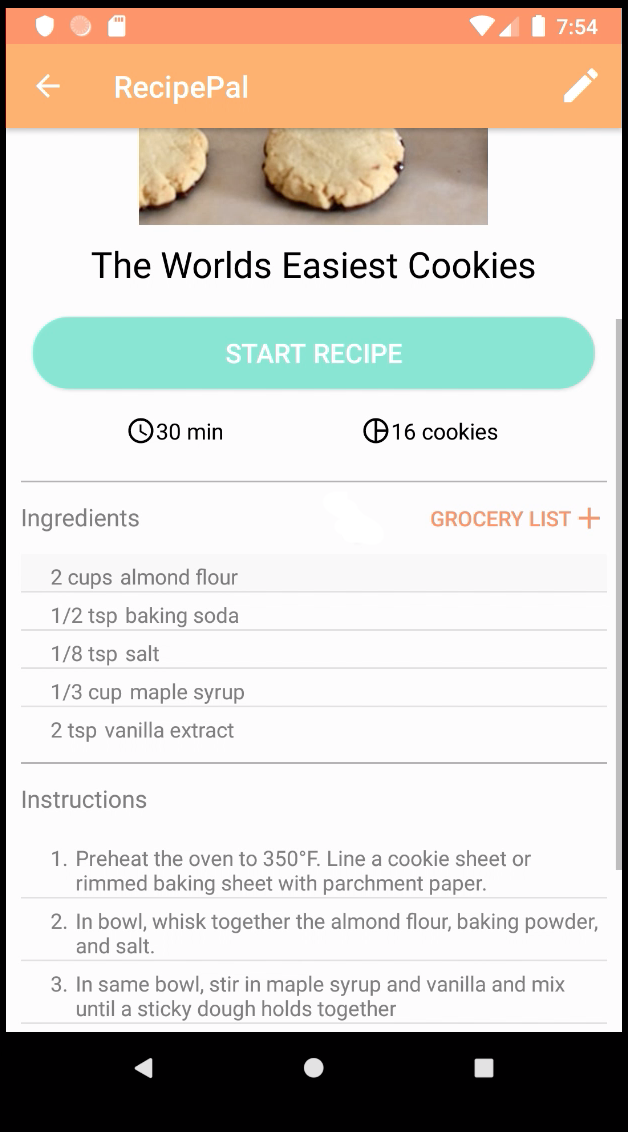 7:54
RecipePal
The Worlds Easiest Cookies
START RECIPE
30 min 16 cookies
Ingredients GROCERY LIST +
2 cups almond flour
1/2 tsp baking soda
1/8 tsp salt
1/3 cup maple syrup
2 tsp vanilla extract
Instructions
1. Preheat the oven to 350°F. Line a cookie sheet or
rimmed baking sheet with parchment paper.
2. In bowl, whisk together the almond flour, baking powder,
and salt.
3. In same bowl, stir in maple syrup and vanilla and mix
until a sticky dough holds together